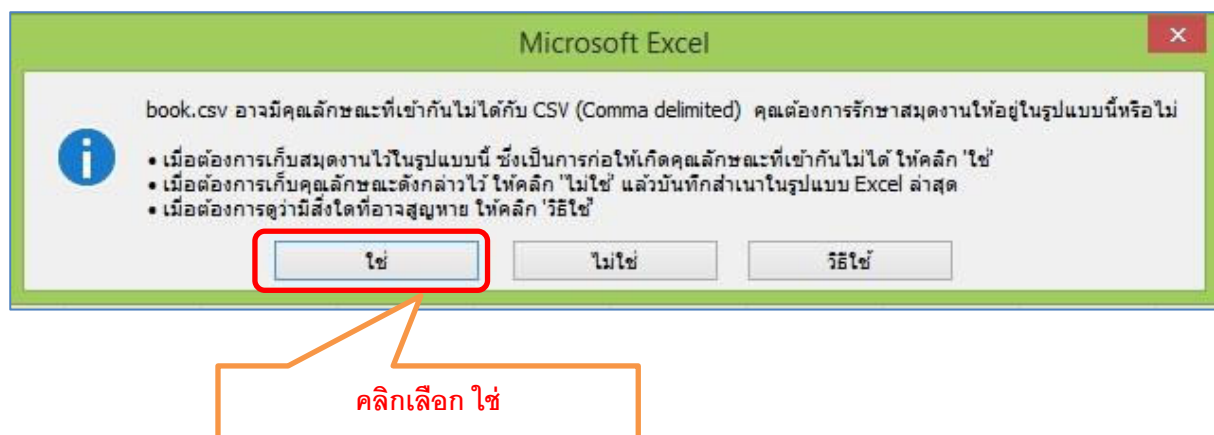 Microsoft Excel
book.csv อาจมีคุณลักษณะที่เข้ากันไม่ได้กับ CSV (Comma delimited) คุณต้องการรักษาสมุดงานให้อยู่ในรูปแบบนี้หรือไม่
• เมื่อต้องการเก็บสมุดงานไว้ในรูปแบบนี้ ซึ่งเป็นการก่อให้เกิดคุณลักษณะที่เข้ากันไม่ได้ ให้คลิก 'ใช่'
• เมื่อต้องการเก็บคุณลักษณะดังกล่าวไว้ ให้คลิก 'ไม่ใช่' แล้วบันทึกสำเนาในรูปแบบ Excel ล่าสุด
• เมื่อต้องการดูว่ามีสิ่งใดที่อาจสูญหาย ให้คลิก 'วิธีใช้'
ใช่ ไม่ใช่ วิธีใช้
คลิกเลือก ใช่